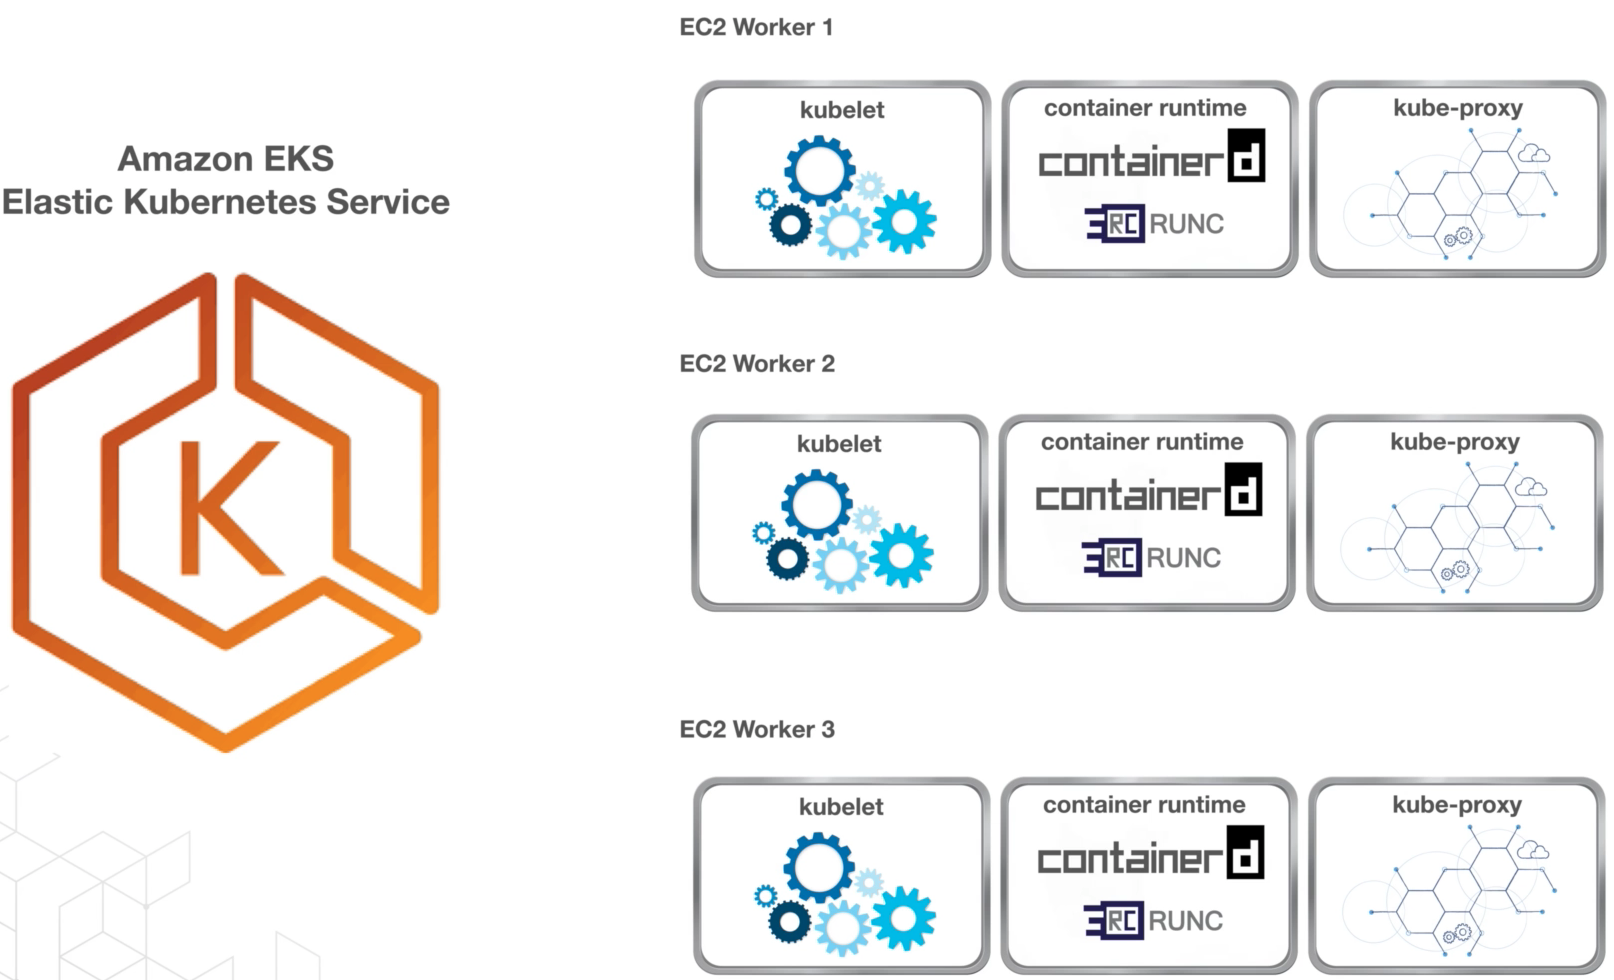 Amazon EKS
Elastic Kubernetes Service
K
EC2 Worker 1
kubelet
container runtime
containerd
RC RUNC
kube-proxy
EC2 Worker 2
kubelet
container runtime
containerd
RC RUNC
kube-proxy
EC2 Worker 3
kubelet
container runtime
containerd
RC RUNC
kube-proxy